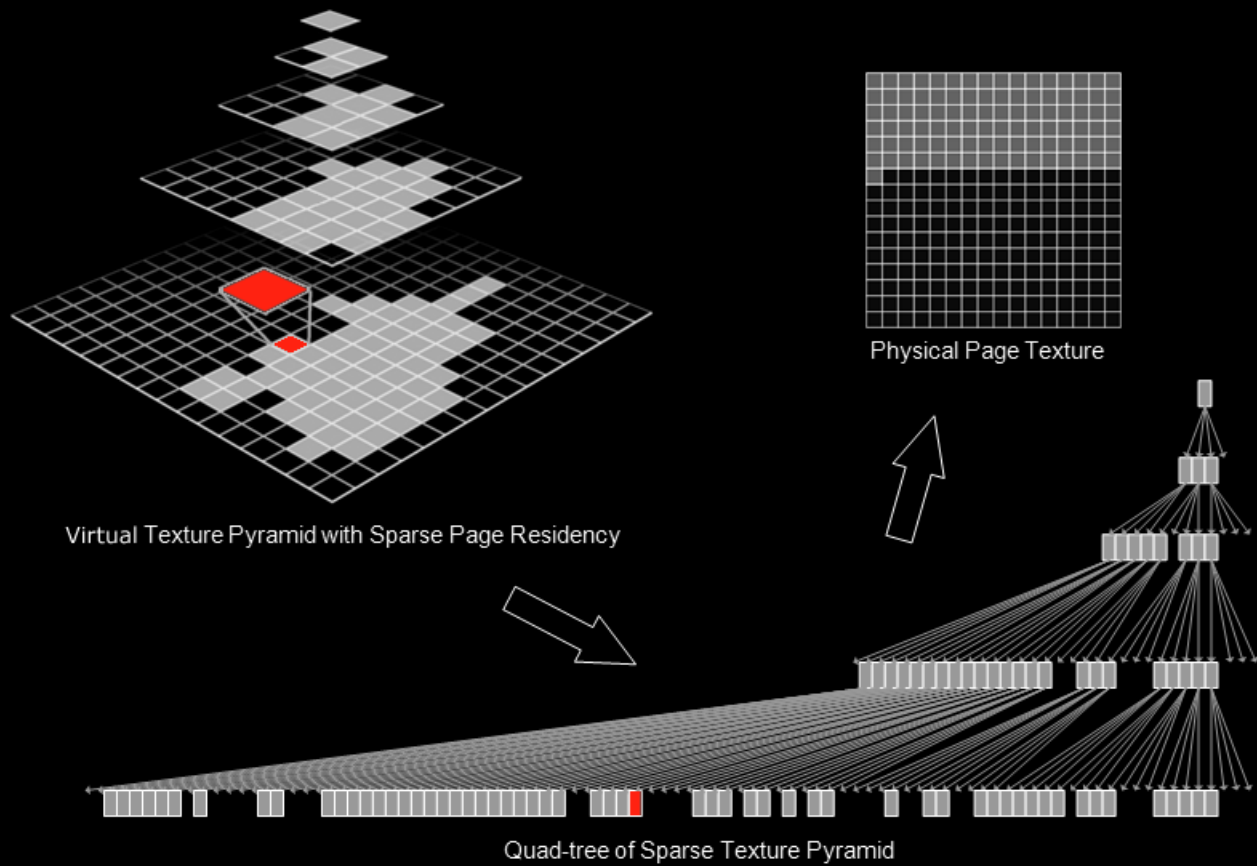 Physical Page Texture
Virtual Texture Pyramid with Sparse Page Residency
Quad-tree of Sparse Texture Pyramid